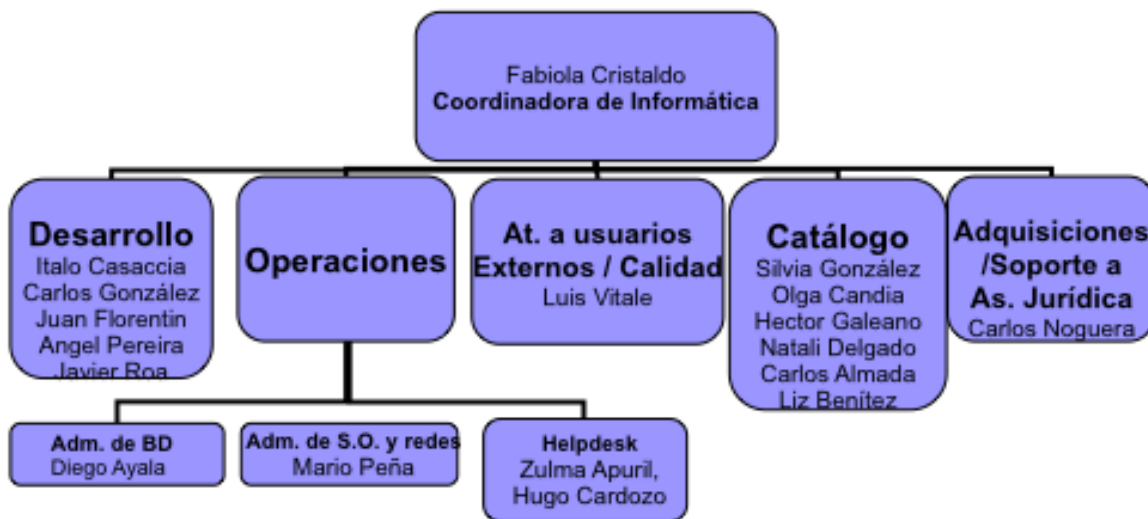 Fabiola Cristaldo
Coordinadora de Informática
Desarrollo
Italo Casaccia
Carlos González
Juan Florentin
Angel Pereira
Javier Roa
Operaciones
At. a usuarios
Externos / Calidad
Luis Vitale
Catálogo
Silvia González
Olga Candia
Hector Galeano
Natali Delgado
Carlos Almada
Liz Benítez
Adquisiciones
/Soporte a
As. Jurídica
Carlos Noguera
Adm. de BD
Diego Ayala
Adm. de S.O. y redes
Mario Peña
Helpdesk
Zulma Apuril,
Hugo Cardozo